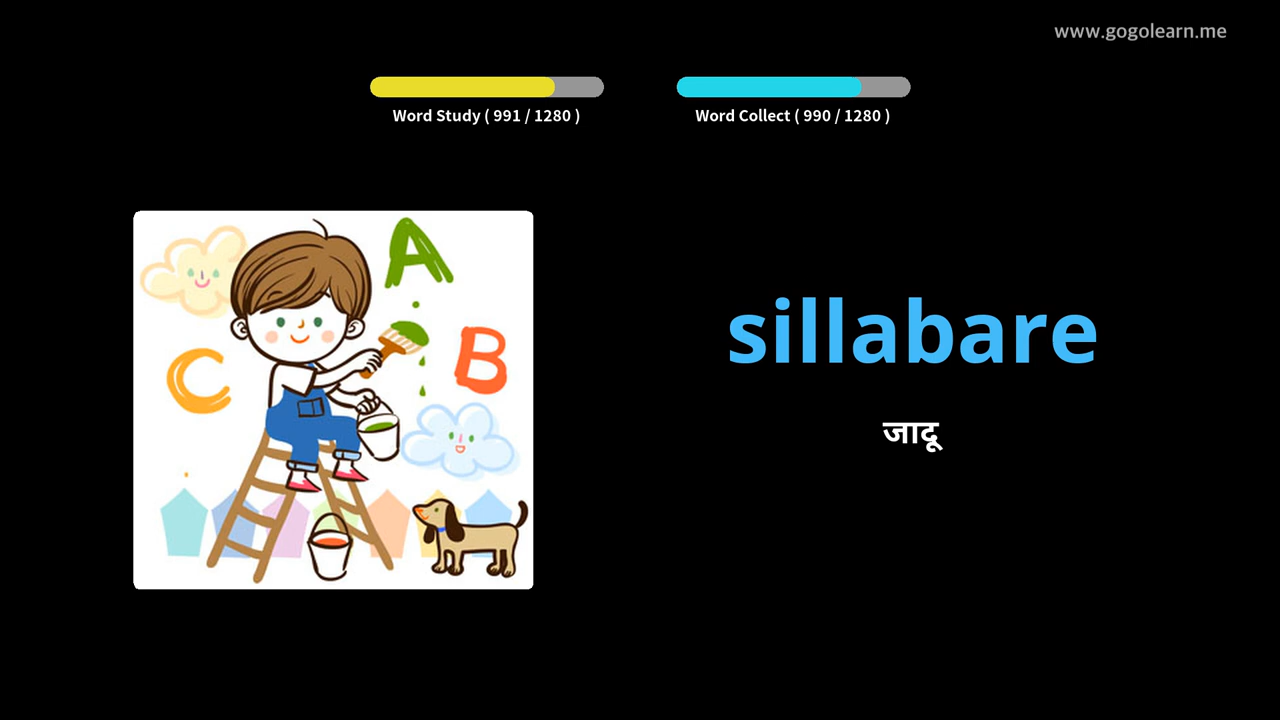 www.gogolearn.me
Word Study ( 991 / 1280 )
Word Collect ( 990 / 1280 )
A
B
C
sillabare
जादू